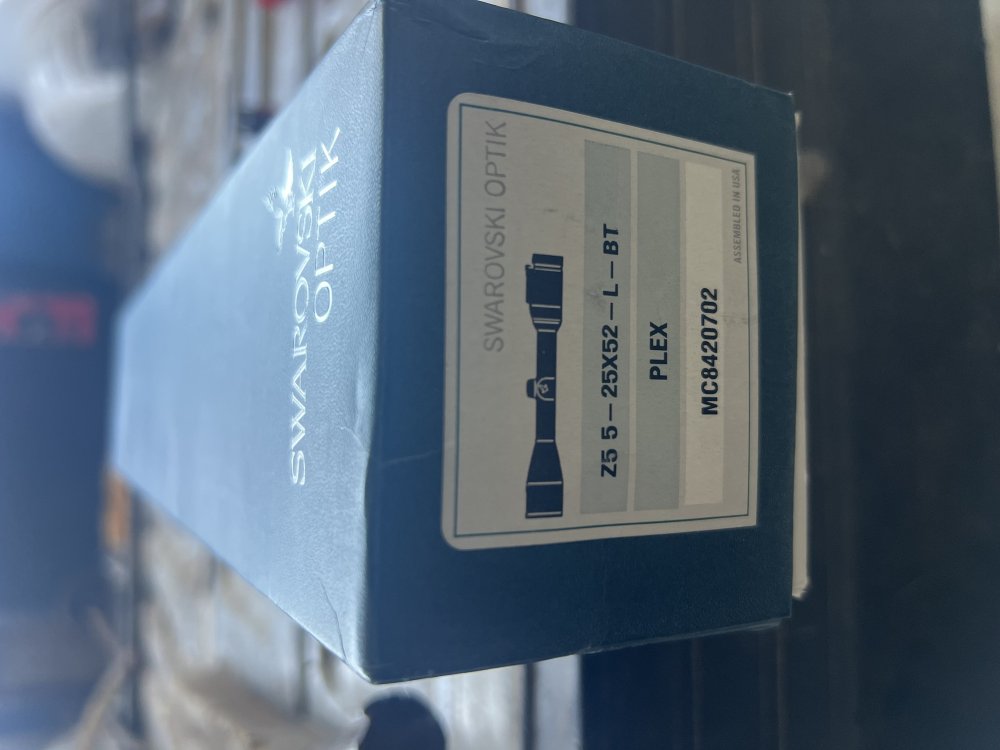 SWAROVSKI
OPTIK
SWAROVSKI OPTIK
Z5 5 – 25X52 – L – BT
PLEX
MC8420702
ASSEMBLED IN USA